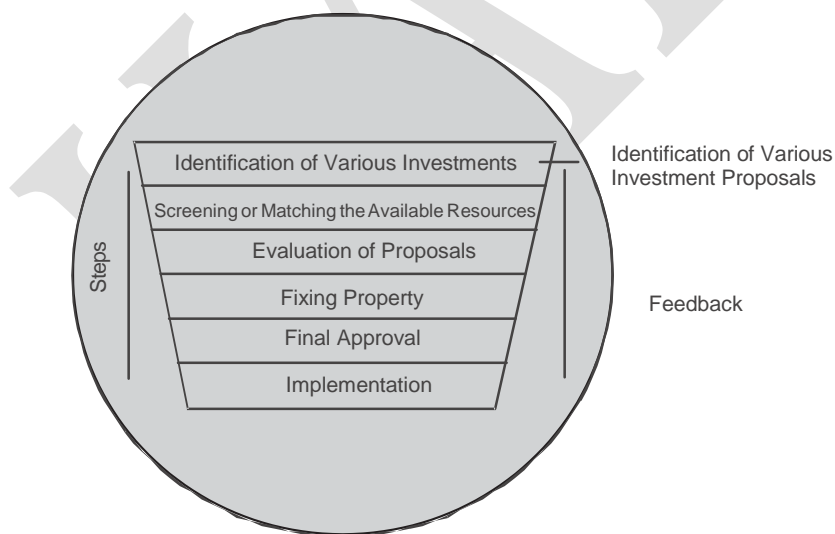 Identification of Various Investments
Identification of Various
Investment Proposals
Screening or Matching the Available Resources
Evaluation of Proposals
Steps
Fixing Property
Feedback
Final Approval
Implementation